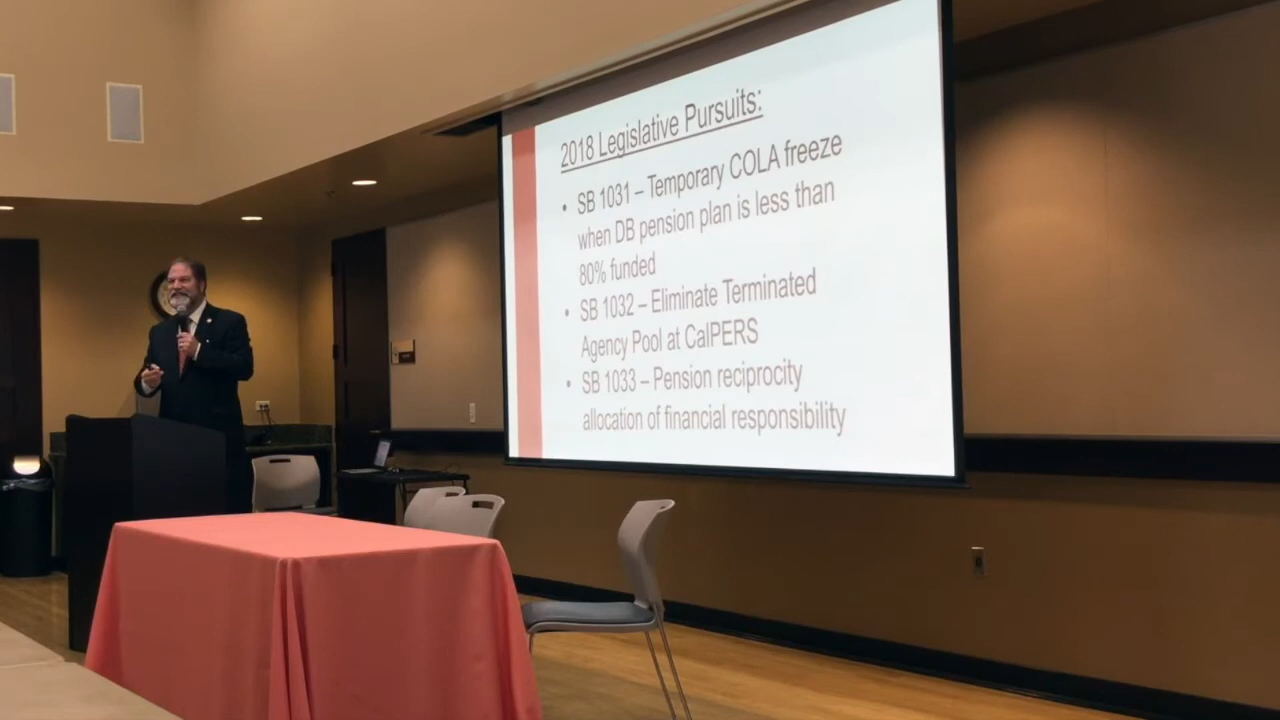 2018 Legislative Pursuits:
• SB 1031 – Temporary COLA freeze
when DB pension plan is less than
80% funded
• SB 1032 – Eliminate Terminated
Agency Pool at CalPERS
• SB 1033 – Pension reciprocity
allocation of financial responsibility